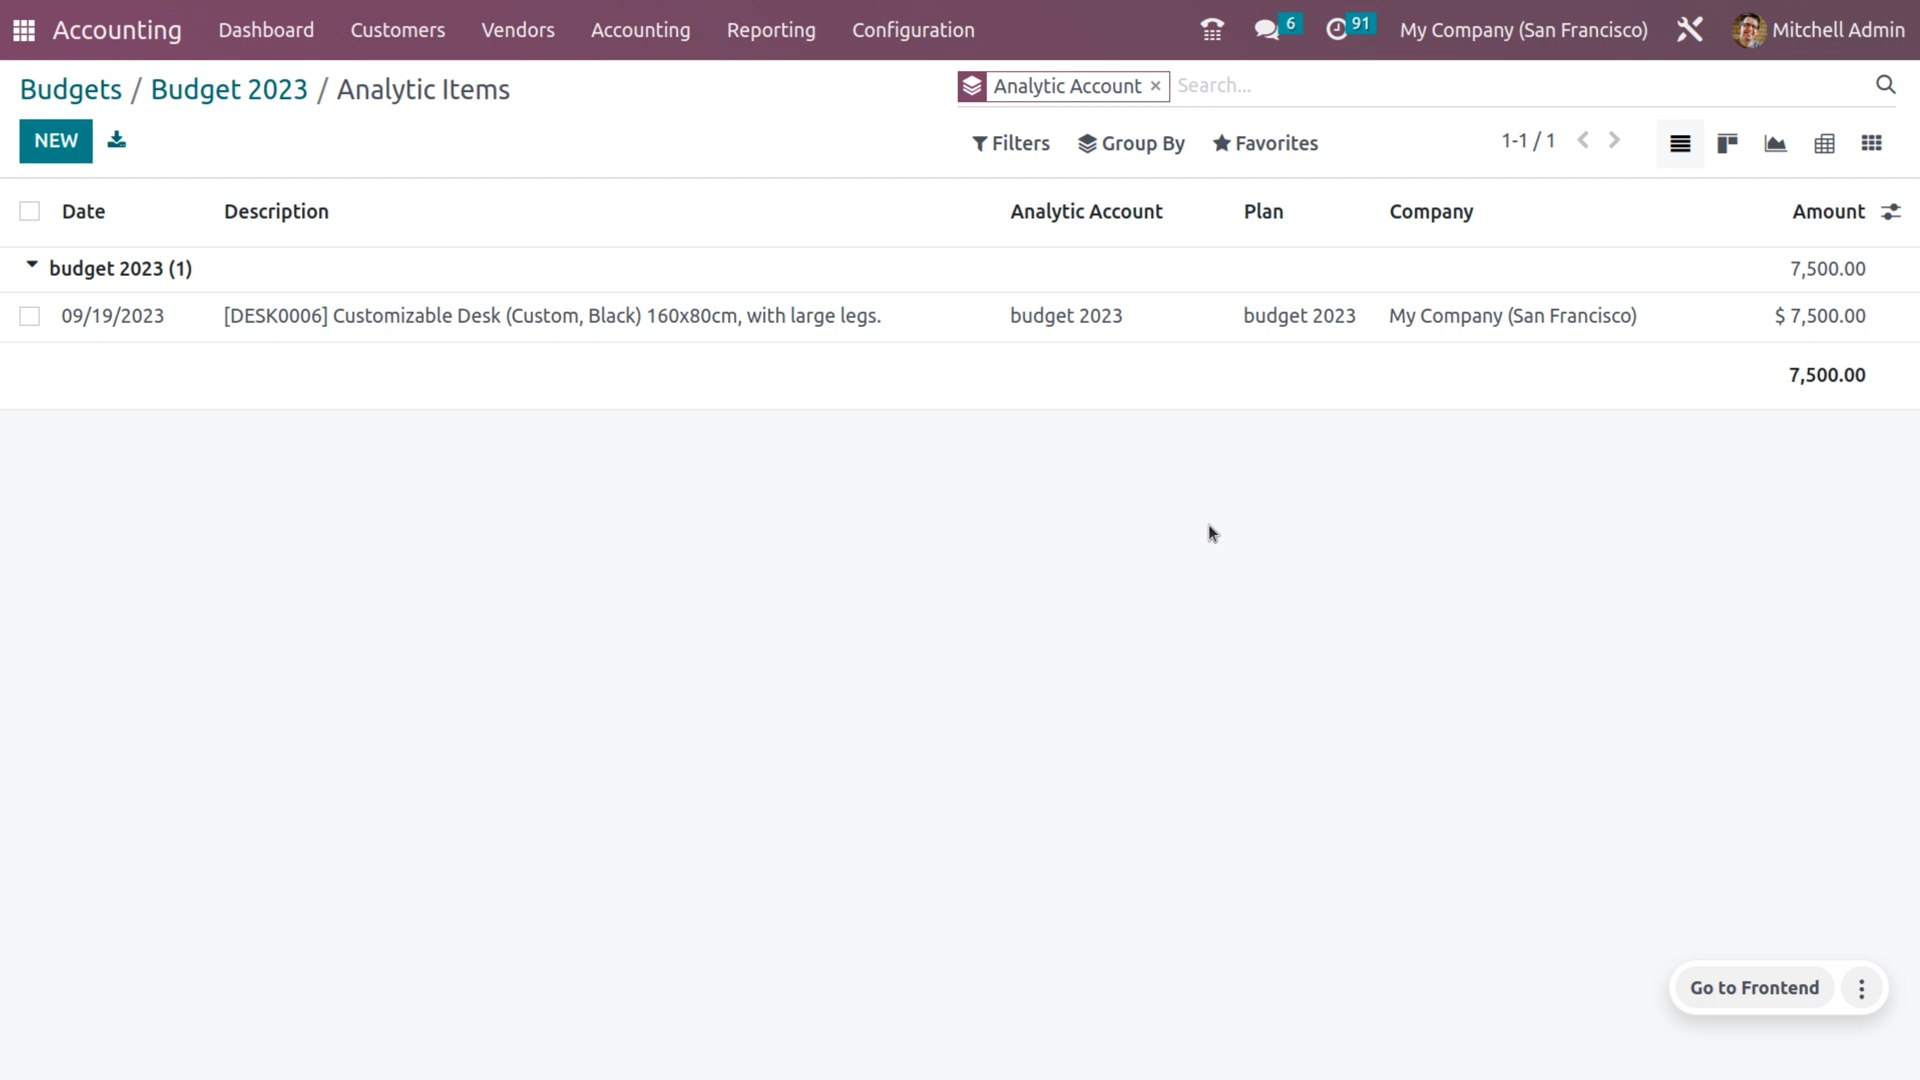 Accounting Dashboard Customers Vendors Accounting Reporting Configuration 6 91 My Company (San Francisco) Mitchell Admin
Budgets / Budget 2023 / Analytic Items
Analytic Account × Search...
NEW
Filters Group By Favorites 1-1 / 1
Date Description Analytic Account Plan Company Amount
budget 2023 (1) 7,500.00
09/19/2023 [DESK0006] Customizable Desk (Custom, Black) 160x80cm, with large legs. budget 2023 budget 2023 My Company (San Francisco) $ 7,500.00
7,500.00
Go to Frontend